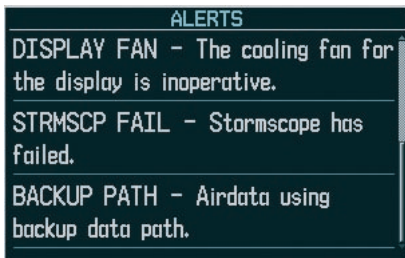 ALERTS
DISPLAY FAN – The cooling fan for
the display is inoperative.
STRMSCP FAIL – Stormscope has
failed.
BACKUP PATH – Airdata using
backup data path.